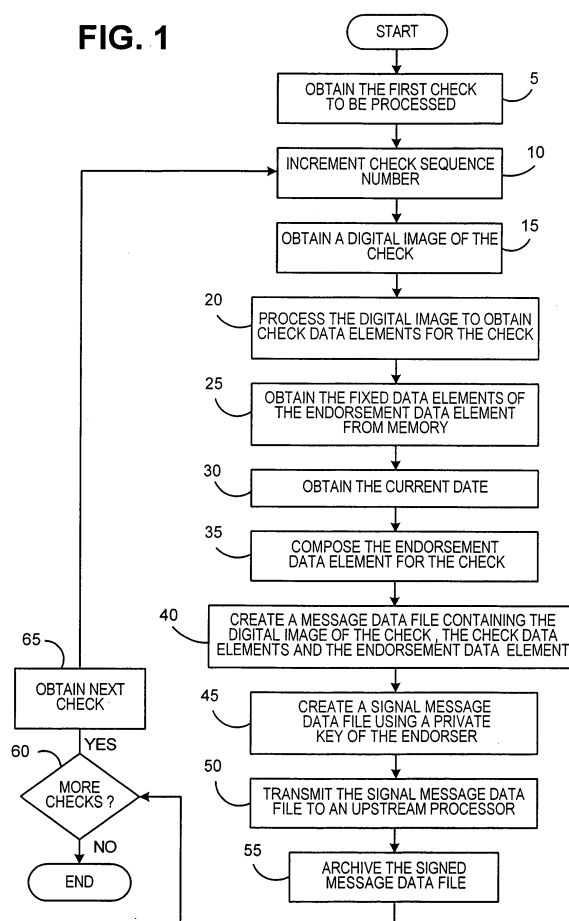 FIG. 1
START
5
OBTAIN THE FIRST CHECK
TO BE PROCESSED
10
INCREMENT CHECK SEQUENCE
NUMBER
15
OBTAIN A DIGITAL IMAGE OF THE
CHECK
20
PROCESS THE DIGITAL IMAGE TO OBTAIN
CHECK DATA ELEMENTS FOR THE CHECK
25
OBTAIN THE FIXED DATA ELEMENTS OF
THE ENDORSEMENT DATA ELEMENT
FROM MEMORY
30
OBTAIN THE CURRENT DATE
35
COMPOSE THE ENDORSEMENT
DATA ELEMENT FOR THE CHECK
40
CREATE A MESSAGE DATA FILE CONTAINING THE
DIGITAL IMAGE OF THE CHECK , THE CHECK DATA
ELEMENTS AND THE ENDORSEMENT DATA ELEMENT
45
CREATE A SIGNAL MESSAGE
DATA FILE USING A PRIVATE
KEY OF THE ENDORSER
50
TRANSMIT THE SIGNAL MESSAGE DATA
FILE TO AN UPSTREAM PROCESSOR
55
ARCHIVE THE SIGNED
MESSAGE DATA FILE
65
OBTAIN NEXT
CHECK
YES
60
MORE
CHECKS ?
NO
END